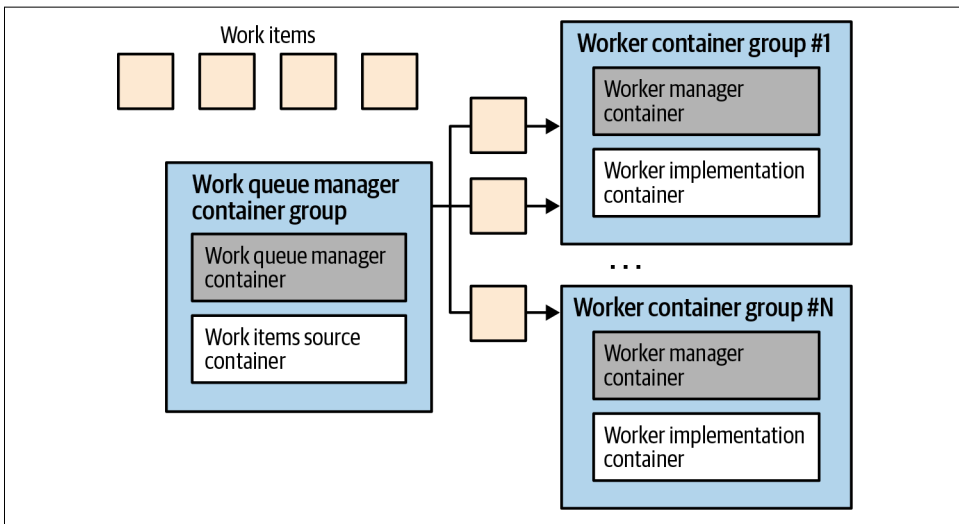 Work items
Work queue manager
container group
Work queue manager
container
Work items source
container
Worker container group #1
Worker manager
container
Worker implementation
container
...
Worker container group #N
Worker manager
container
Worker implementation
container